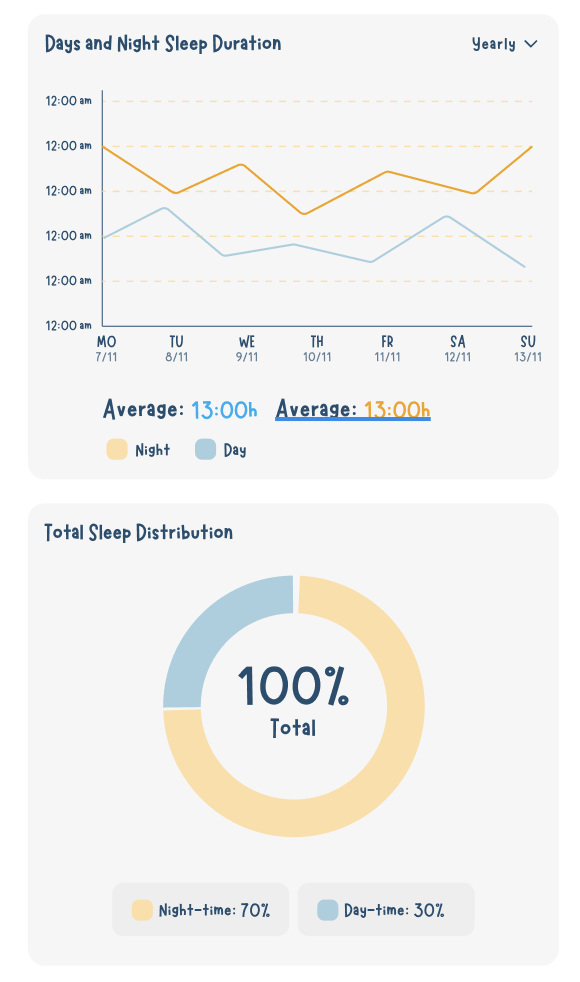 Days and Night Sleep Duration Yearly
12:00 am
12:00 am
12:00 am
12:00 am
12:00 am
12:00 am
MO TU WE TH FR SA SU
7/11 8/11 9/11 10/11 11/11 12/11 13/11
Average: 13:00h Average: 13:00h
Night Day
Total Sleep Distribution
100%
Total
Night-time: 70% Day-time: 30%